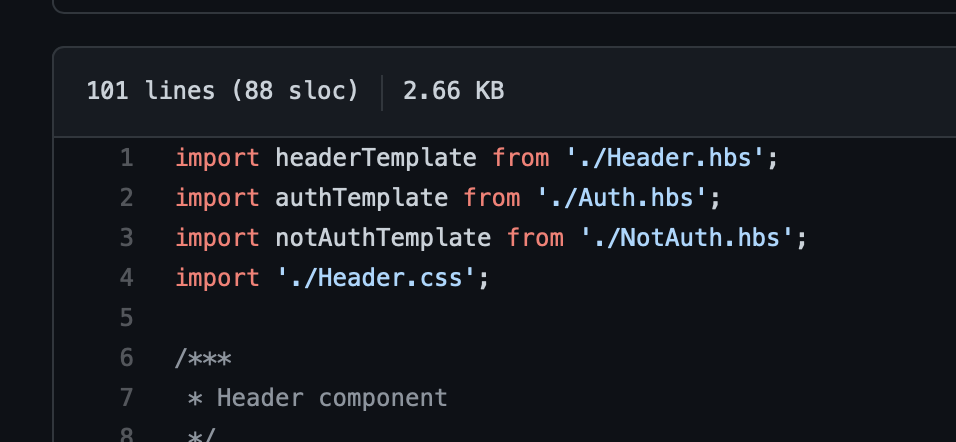 101 lines (88 sloc) 2.66 KB
1 import headerTemplate from './Header.hbs';
2 import authTemplate from './Auth.hbs';
3 import notAuthTemplate from './NotAuth.hbs';
4 import './Header.css';
5
6 /***
7 * Header component
8 */